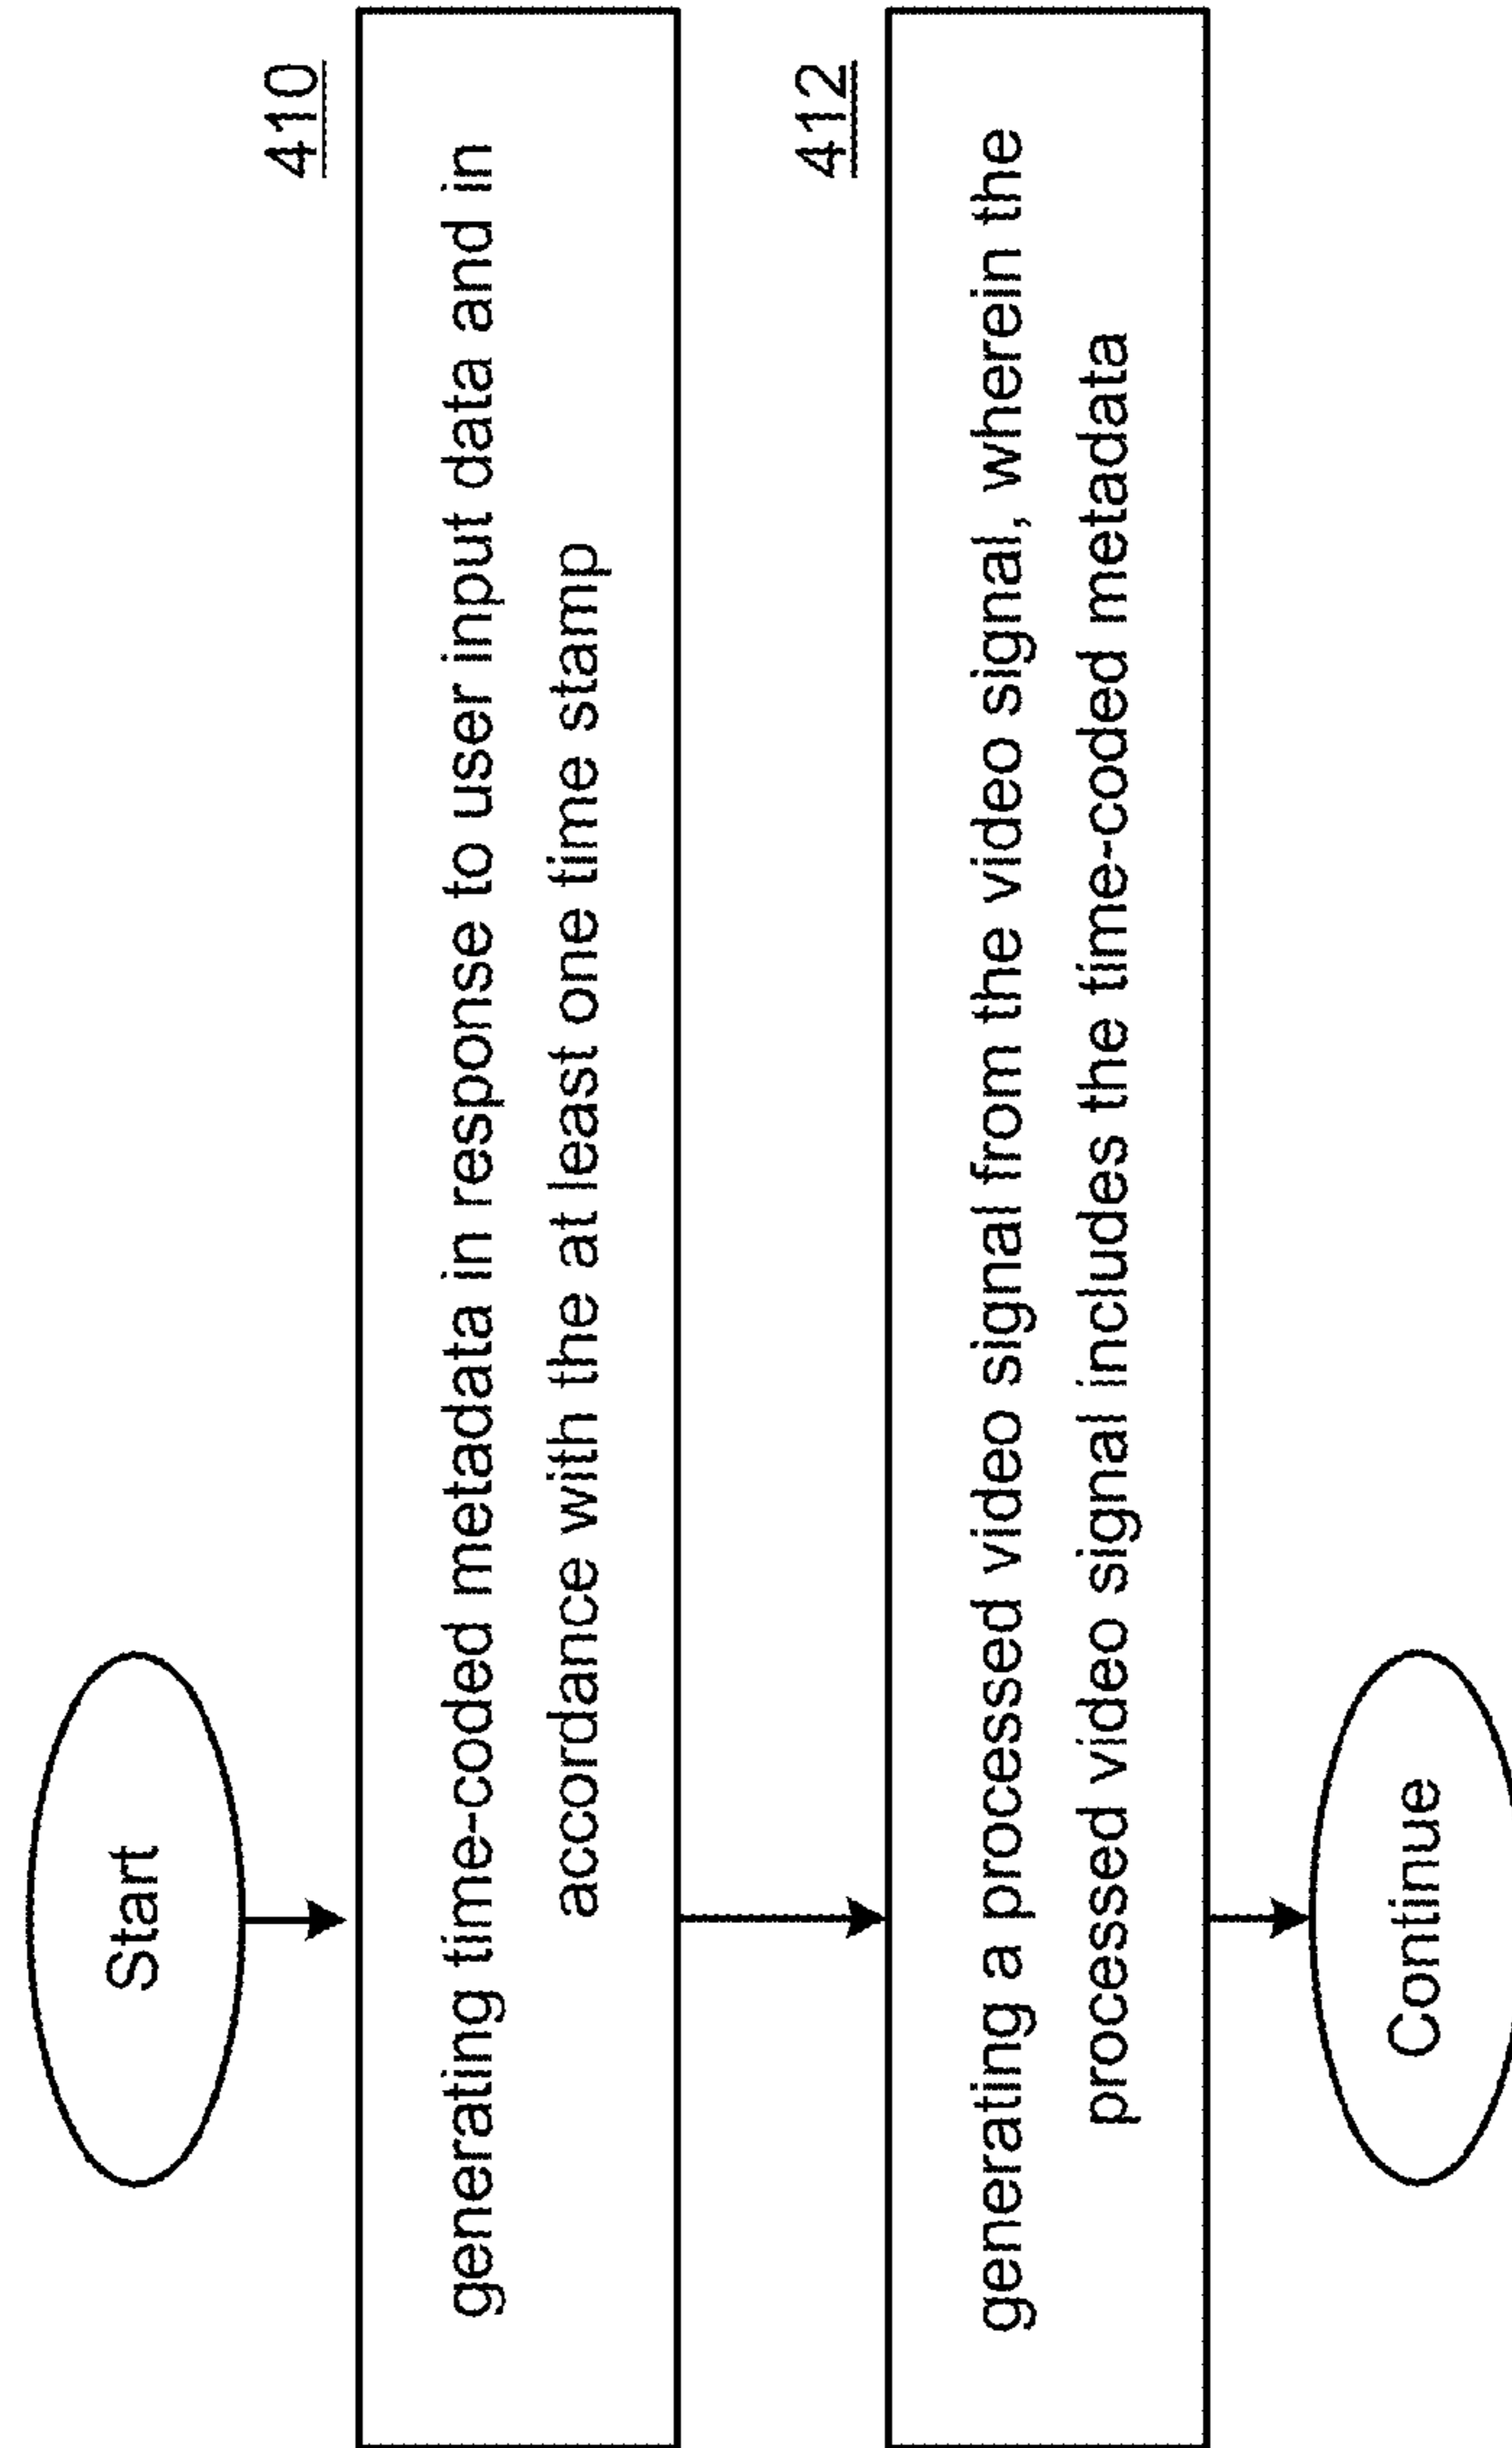 Start
410
generating time-coded metadata in response to user input data and in
accordance with the at least one time stamp
412
generating a processed video signal from the video signal, wherein the
processed video signal includes the time-coded metadata
Continue